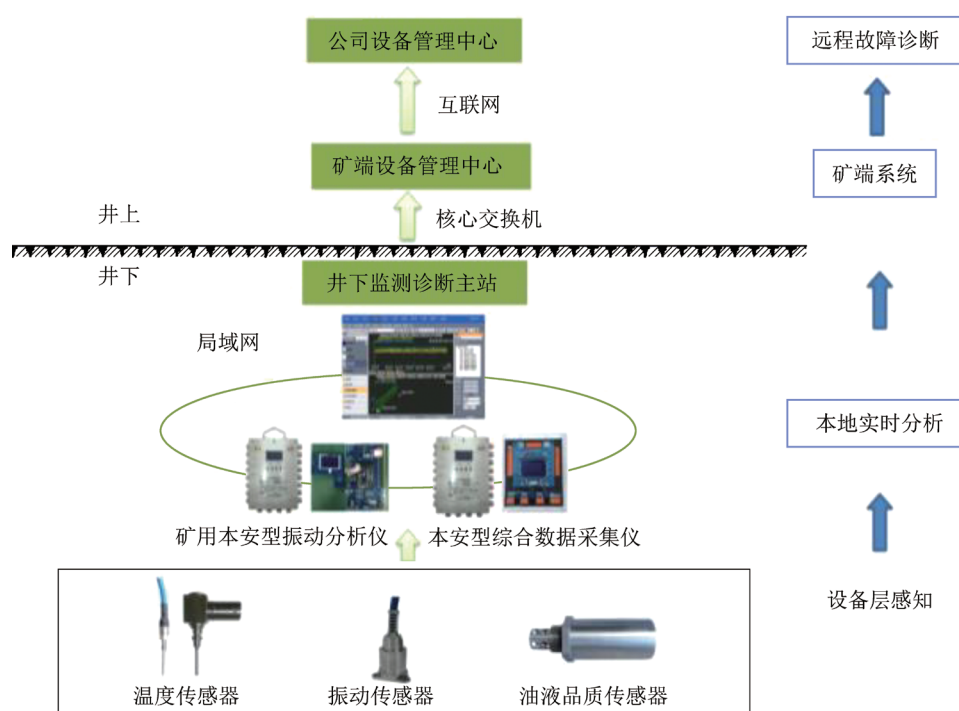 公司设备管理中心
远程故障诊断
互联网
矿端设备管理中心
矿端系统
井上
核心交换机
井下
井下监测诊断主站
局域网
本地实时分析
矿用本安型振动分析仪
本安型综合数据采集仪
设备层感知
温度传感器
振动传感器
油液品质传感器